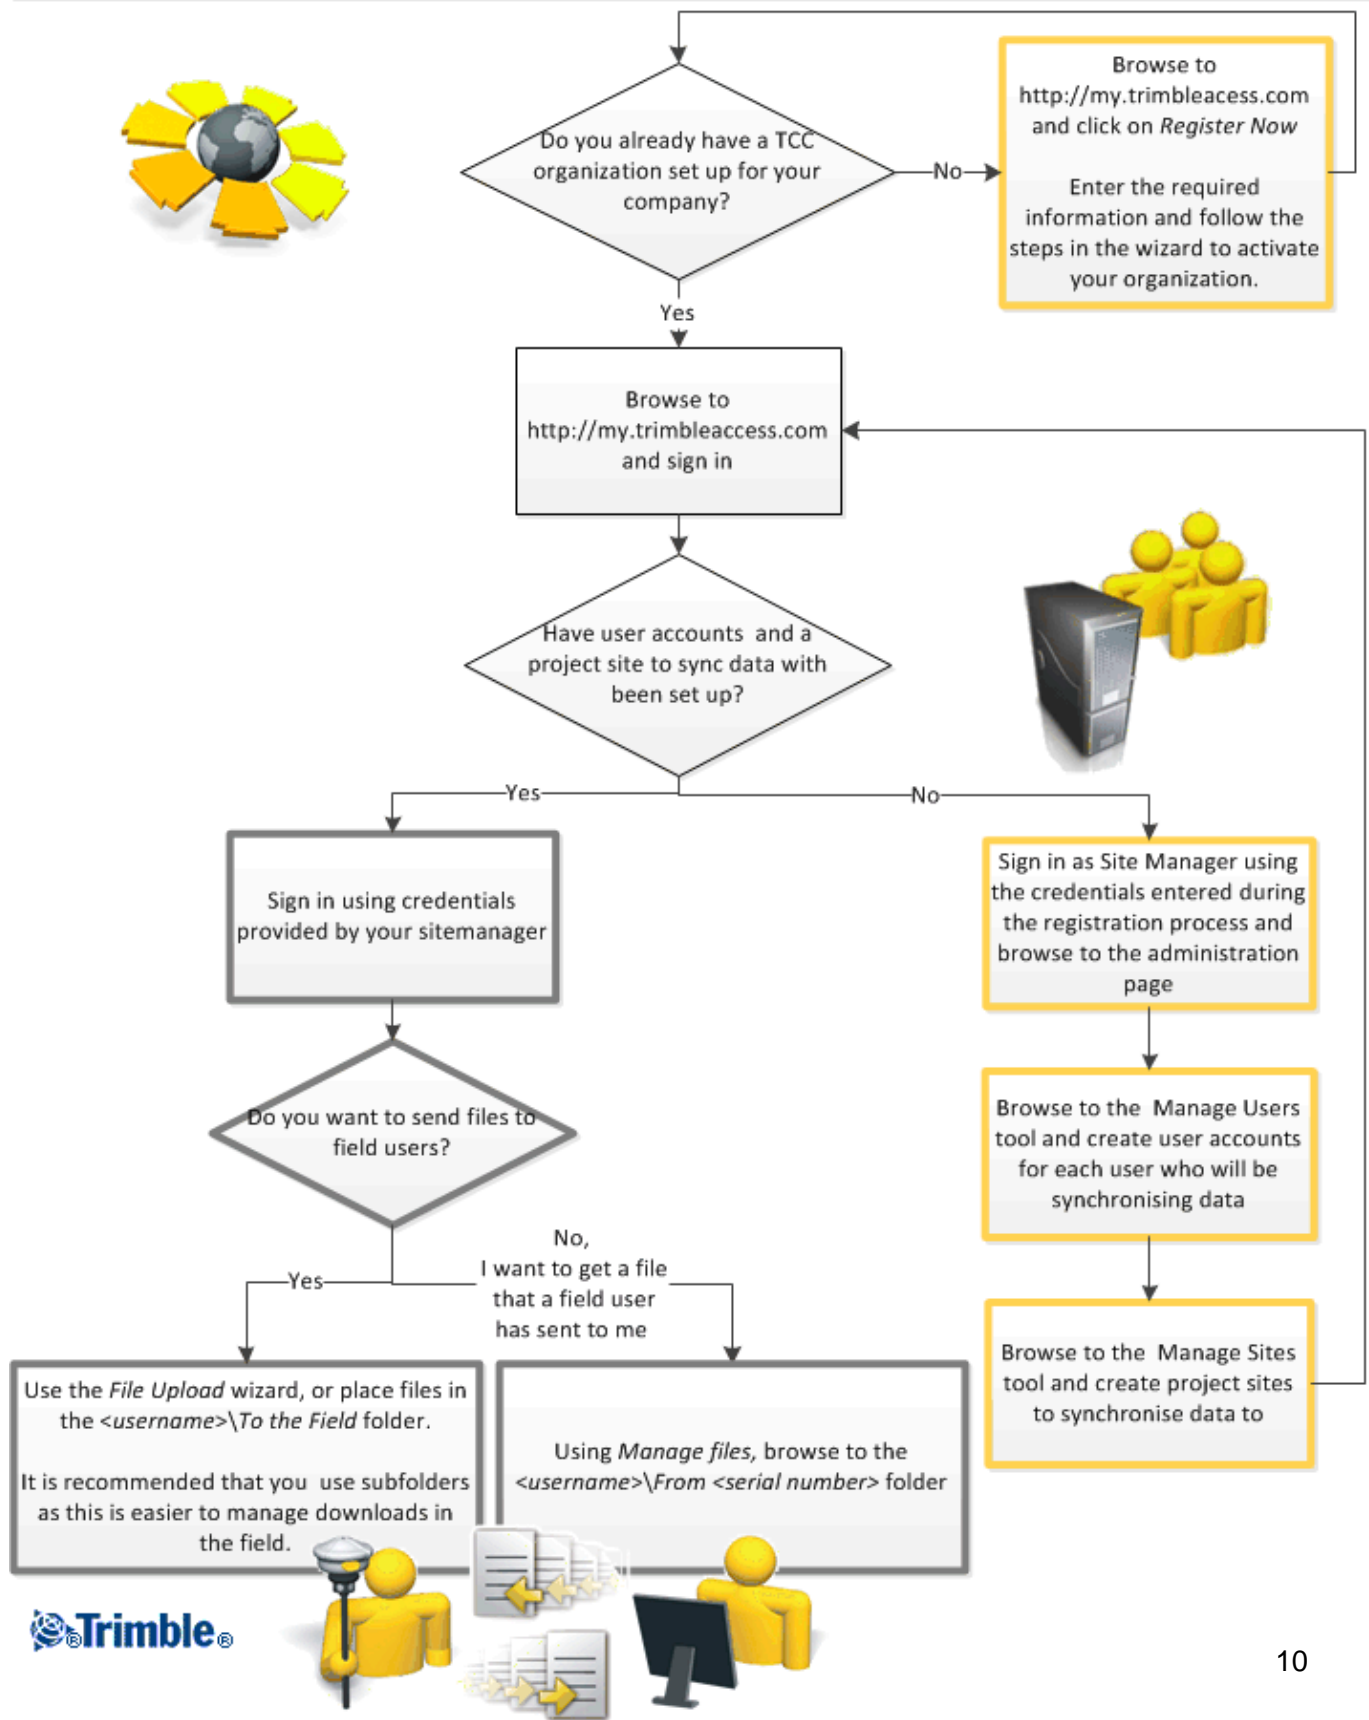 Do you already have a TCC
organization set up for your
company?
No
Browse to
http://my.trimbleacess.com
and click on Register Now
Enter the required
information and follow the
steps in the wizard to activate
your organization.
Yes
Browse to
http://my.trimbleaccess.com
and sign in
Have user accounts and a
project site to sync data with
been set up?
Yes
No
Sign in using credentials
provided by your sitemanager
Sign in as Site Manager using
the credentials entered during
the registration process and
browse to the administration
page
Do you want to send files to
field users?
Browse to the Manage Users
tool and create user accounts
for each user who will be
synchronising data
Yes
No,
I want to get a file
that a field user
has sent to me
Browse to the Manage Sites
tool and create project sites
to synchronise data to
Use the File Upload wizard, or place files in
the <username>\To the Field folder.
It is recommended that you use subfolders
as this is easier to manage downloads in
the field.
Using Manage files, browse to the
<username>\From <serial number> folder
®Trimble®
10